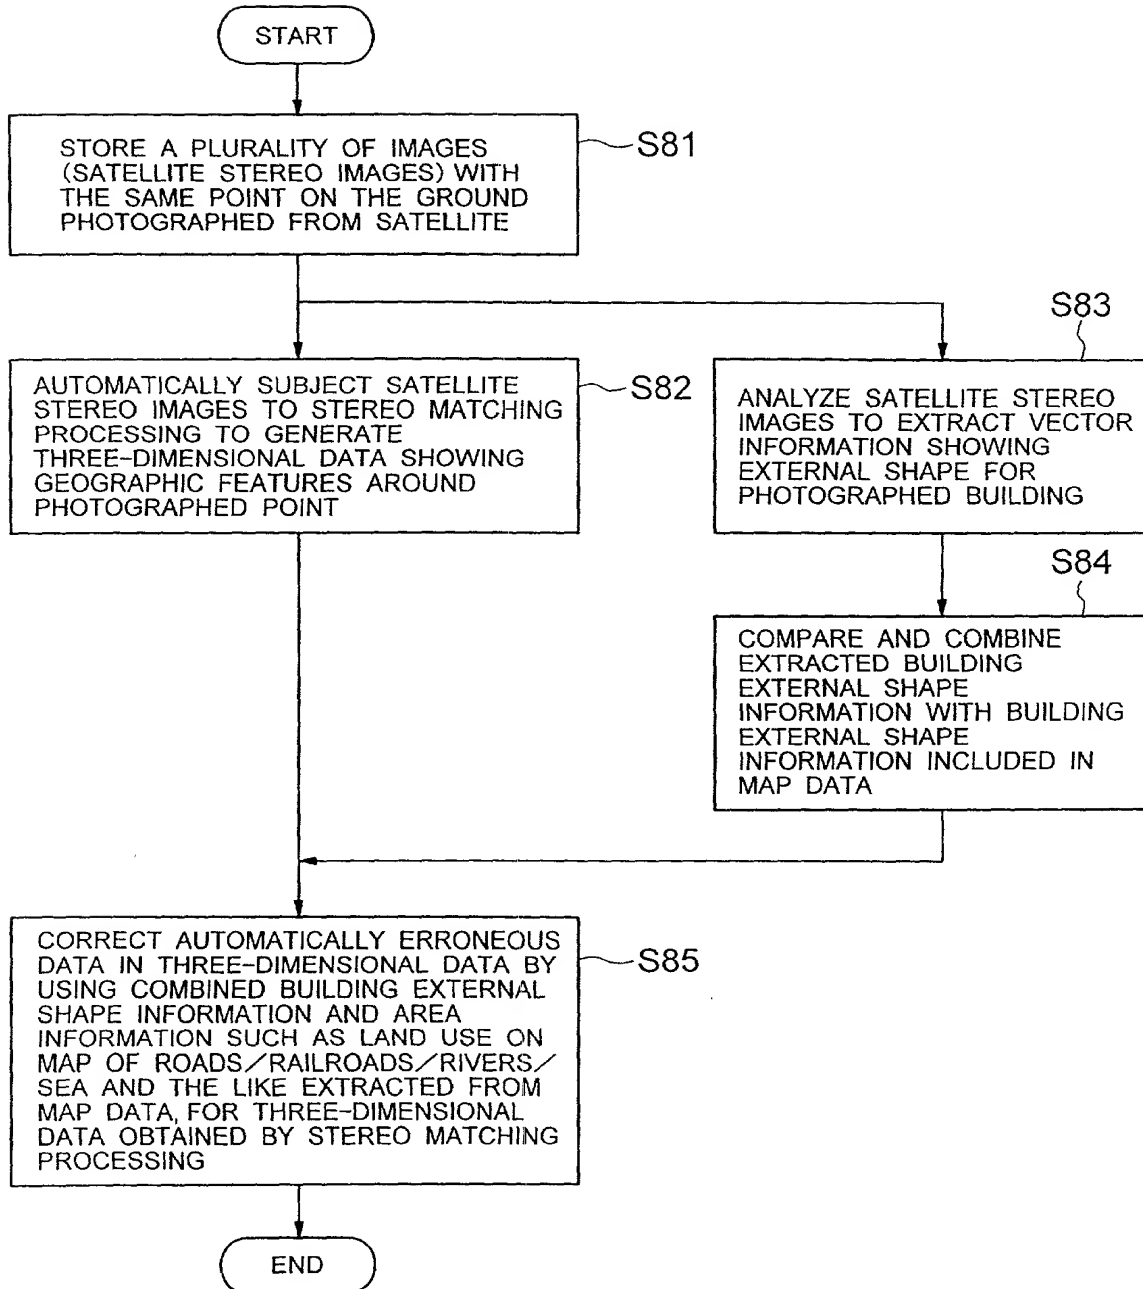 START
STORE A PLURALITY OF IMAGES
(SATELLITE STEREO IMAGES) WITH
THE SAME POINT ON THE GROUND
PHOTOGRAPHED FROM SATELLITE
S81
AUTOMATICALLY SUBJECT SATELLITE
STEREO IMAGES TO STEREO MATCHING
PROCESSING TO GENERATE
THREE-DIMENSIONAL DATA SHOWING
GEOGRAPHIC FEATURES AROUND
PHOTOGRAPHED POINT
S82
S83
ANALYZE SATELLITE STEREO
IMAGES TO EXTRACT VECTOR
INFORMATION SHOWING
EXTERNAL SHAPE FOR
PHOTOGRAPHED BUILDING
S84
COMPARE AND COMBINE
EXTRACTED BUILDING
EXTERNAL SHAPE
INFORMATION WITH BUILDING
EXTERNAL SHAPE
INFORMATION INCLUDED IN
MAP DATA
CORRECT AUTOMATICALLY ERRONEOUS
DATA IN THREE-DIMENSIONAL DATA BY
USING COMBINED BUILDING EXTERNAL
SHAPE INFORMATION AND AREA
INFORMATION SUCH AS LAND USE ON
MAP OF ROADS/RAILROADS/RIVERS/
SEA AND THE LIKE EXTRACTED FROM
MAP DATA, FOR THREE-DIMENSIONAL
DATA OBTAINED BY STEREO MATCHING
PROCESSING
S85
END